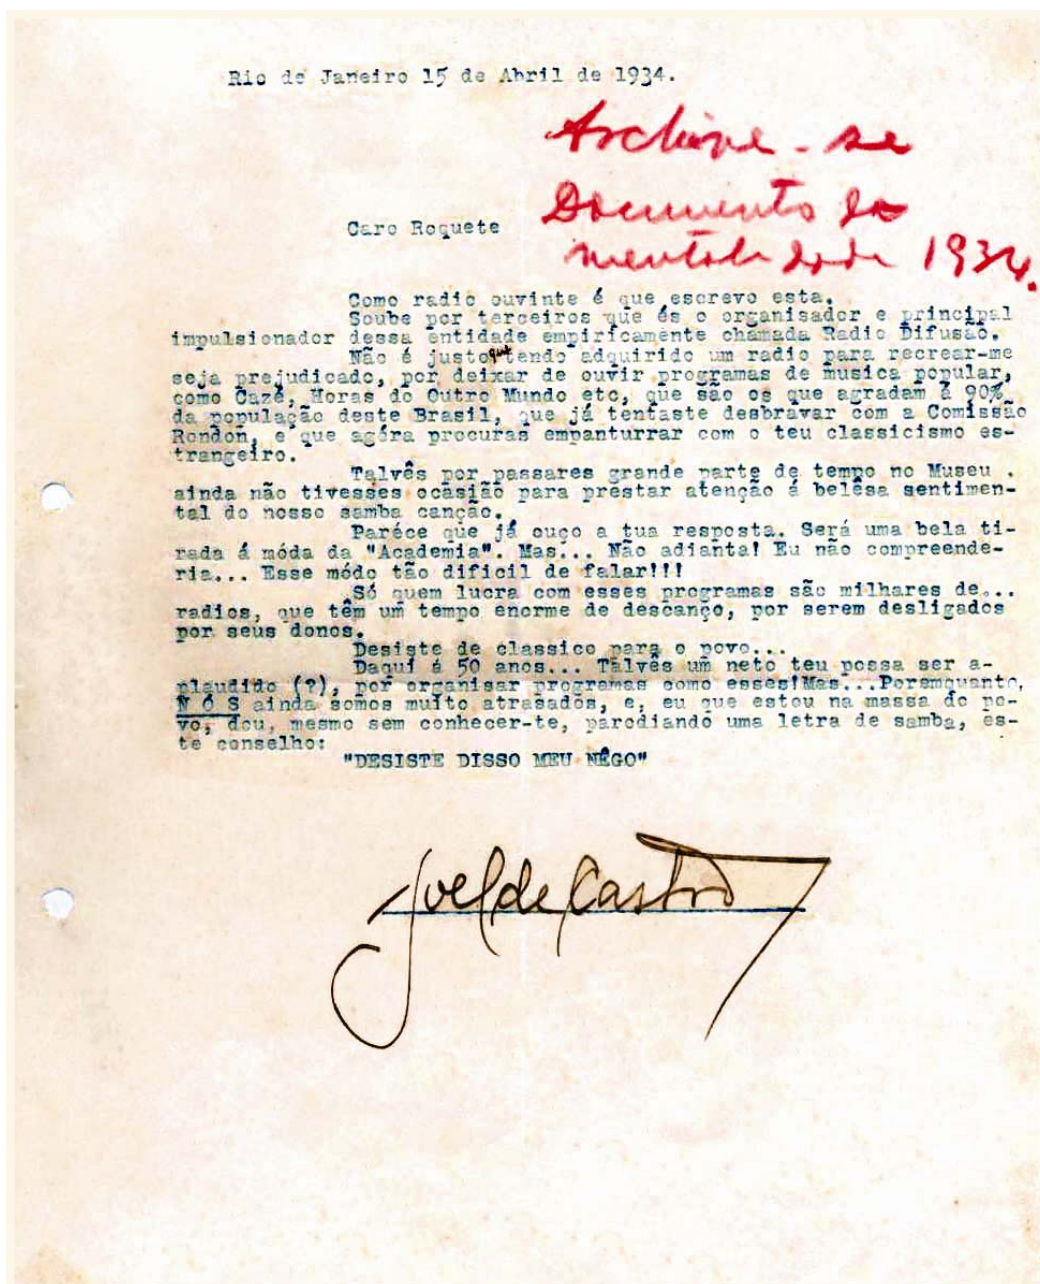 Rio de Janeiro 15 de Abril de 1934.
Archive-se
Documento da
mentalidade 1934.
Caro Roquete
Como radio ouvinte é que escrevo esta.
Soube por terceiros que és o organisador e principal
impulsionador dessa entidade empiricamente chamada Radio Difusão.
Não é justo que tendo adquirido um radio para recrear-me
seja prejudicado, por deixar de ouvir programas de musica popular,
como Cazé, Horas do Outro Mundo etc, que são os que agradam á 90%
da população deste Brasil, que já tentaste desbravar com a Comissão
Rondon, e que agóra procuras empanturrar com o teu classicismo es-
trangeiro.
Talvês por passares grande parte de tempo no Museu .
ainda não tivesses ocasião para prestar atenção á belêsa sentimen-
tal do nosso samba canção.
Paréce que já ouço a tua resposta. Será uma bela ti-
rada á móda da "Academia". Mas... Não adianta! Eu não compreende-
ria... Esse módo tão dificil de falar!!!
Só quem lucra com esses programas são milhares de...
radios, que têm um tempo enorme de descanço, por serem desligados
por seus donos.
Desiste de classico para o povo...
Daqui á 50 anos... Talvês um neto teu possa ser a-
plaudido (?), por organisar programas como esses!Mas...Poremquanto,
N Ó S ainda somos muito atrasados, e, eu que estou na massa do po-
vo, dou, mesmo sem conhecer-te, parodiando uma letra de samba, es-
te conselho:
"DESISTE DISSO MEU NÊGO"
Joel de Castro